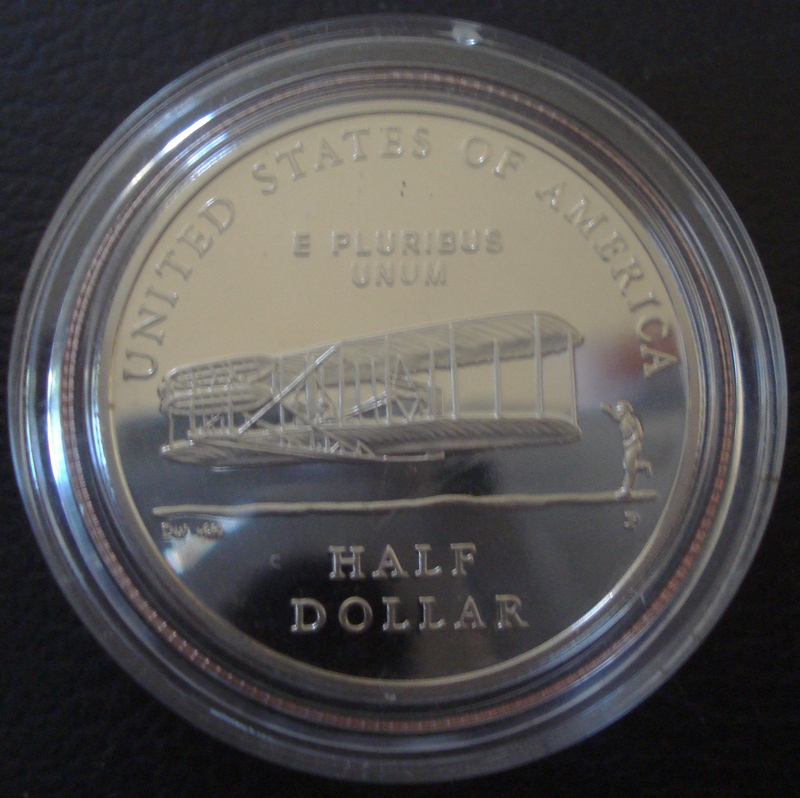 UNITED STATES OF AMERICA
E PLURIBUS
UNUM
HALF
DOLLAR